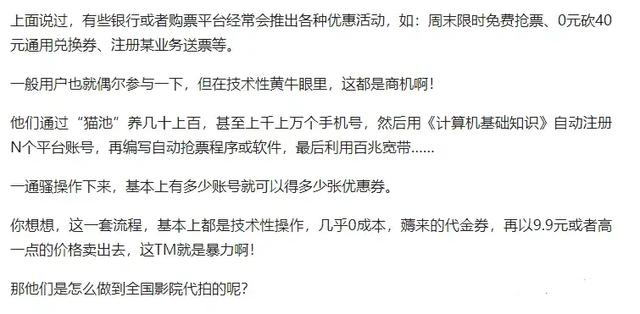 上面说过，有些银行或者购票平台经常会推出各种优惠活动，如：周末限时免费抢票、0元砍40
元通用兑换券、注册某业务送票等。
一般用户也就偶尔参与一下，但在技术性黄牛眼里，这都是商机啊！
他们通过“猫池”养几十上百，甚至上千上万个手机号，然后用《计算机基础知识》自动注册
N个平台账号，再编写自动抢票程序或软件，最后利用百兆宽带......
一通骚操作下来，基本上有多少账号就可以得多少张优惠券。
你想想，这一套流程，基本上都是技术性操作，几乎0成本，薅来的代金券，再以9.9元或者高
一点的价格卖出去，这TM就是暴力啊！
那他们是怎么做到全国影院代拍的呢？